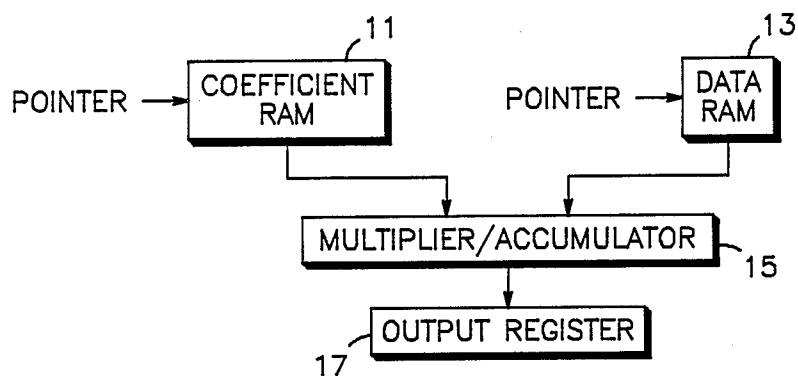 11
13
POINTER
COEFFICIENT
RAM
POINTER
DATA
RAM
MULTIPLIER/ACCUMULATOR
15
OUTPUT REGISTER
17